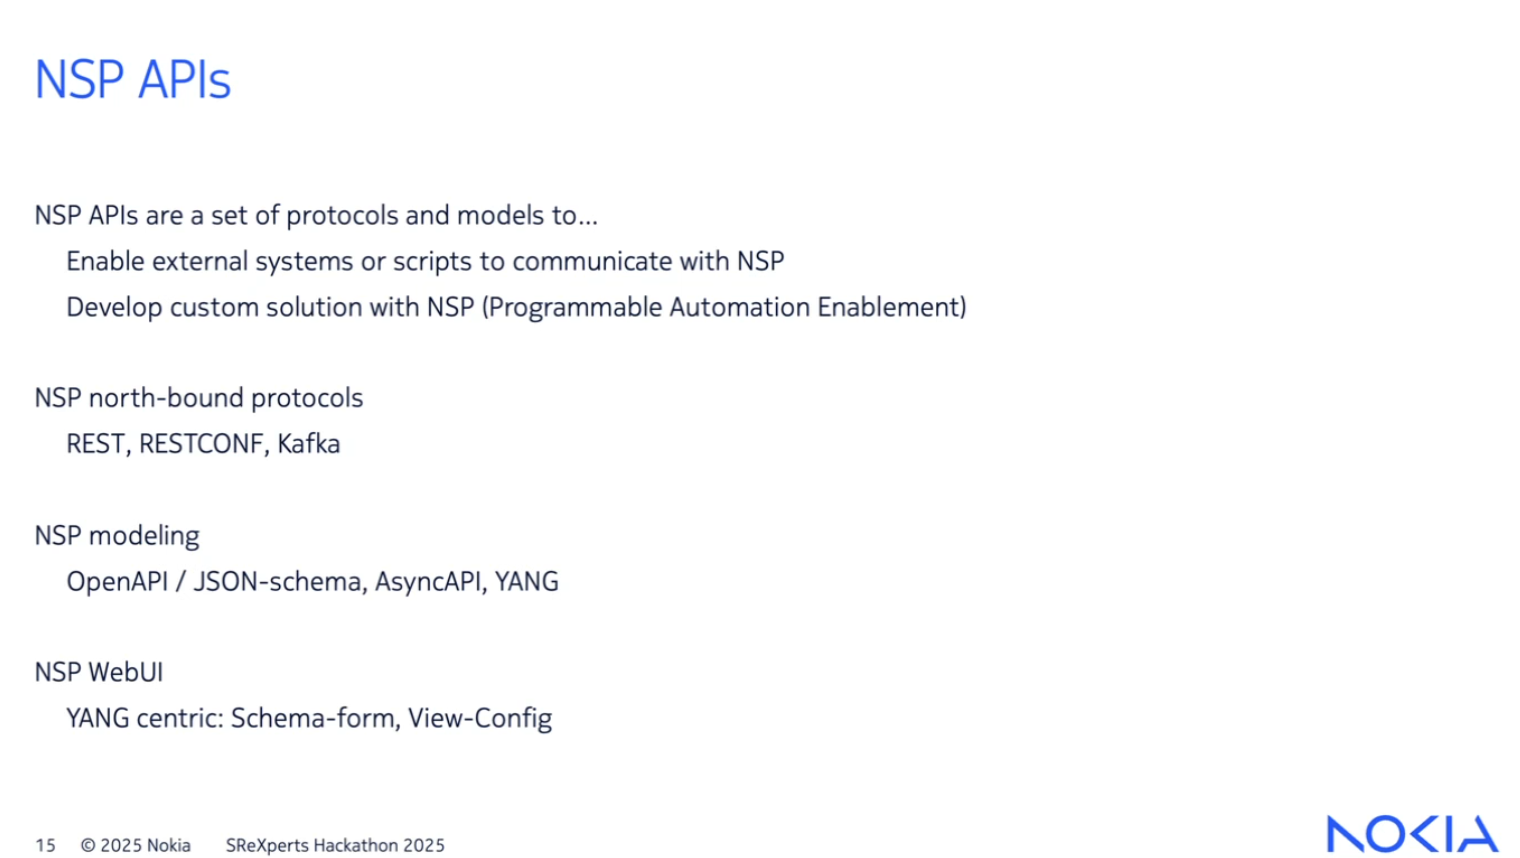 NSP APIs
NSP APIs are a set of protocols and models to...
Enable external systems or scripts to communicate with NSP
Develop custom solution with NSP (Programmable Automation Enablement)
NSP north-bound protocols
REST, RESTCONF, Kafka
NSP modeling
OpenAPI / JSON-schema, AsyncAPI, YANG
NSP WebUI
YANG centric: Schema-form, View-Config
15 © 2025 Nokia SReXperts Hackathon 2025
NOKIA